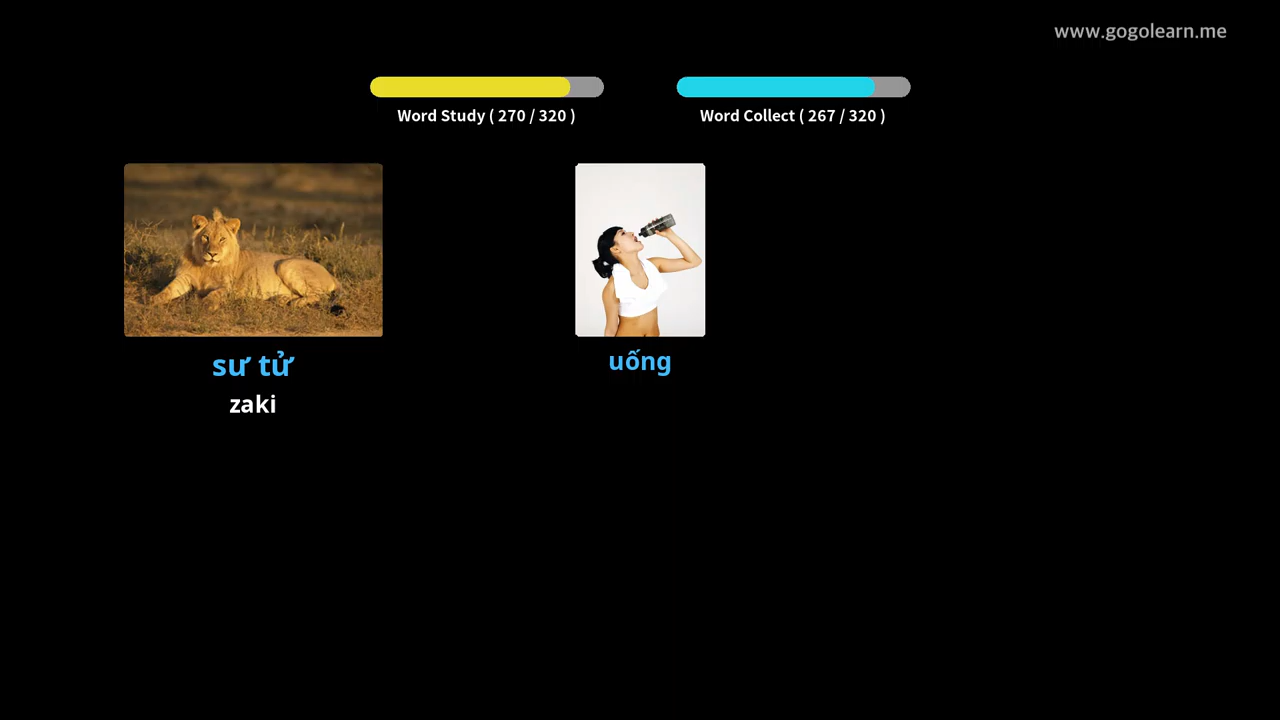 www.gogolearn.me
Word Study ( 270 / 320 )
Word Collect ( 267 / 320 )
sư tử
zaki
uống